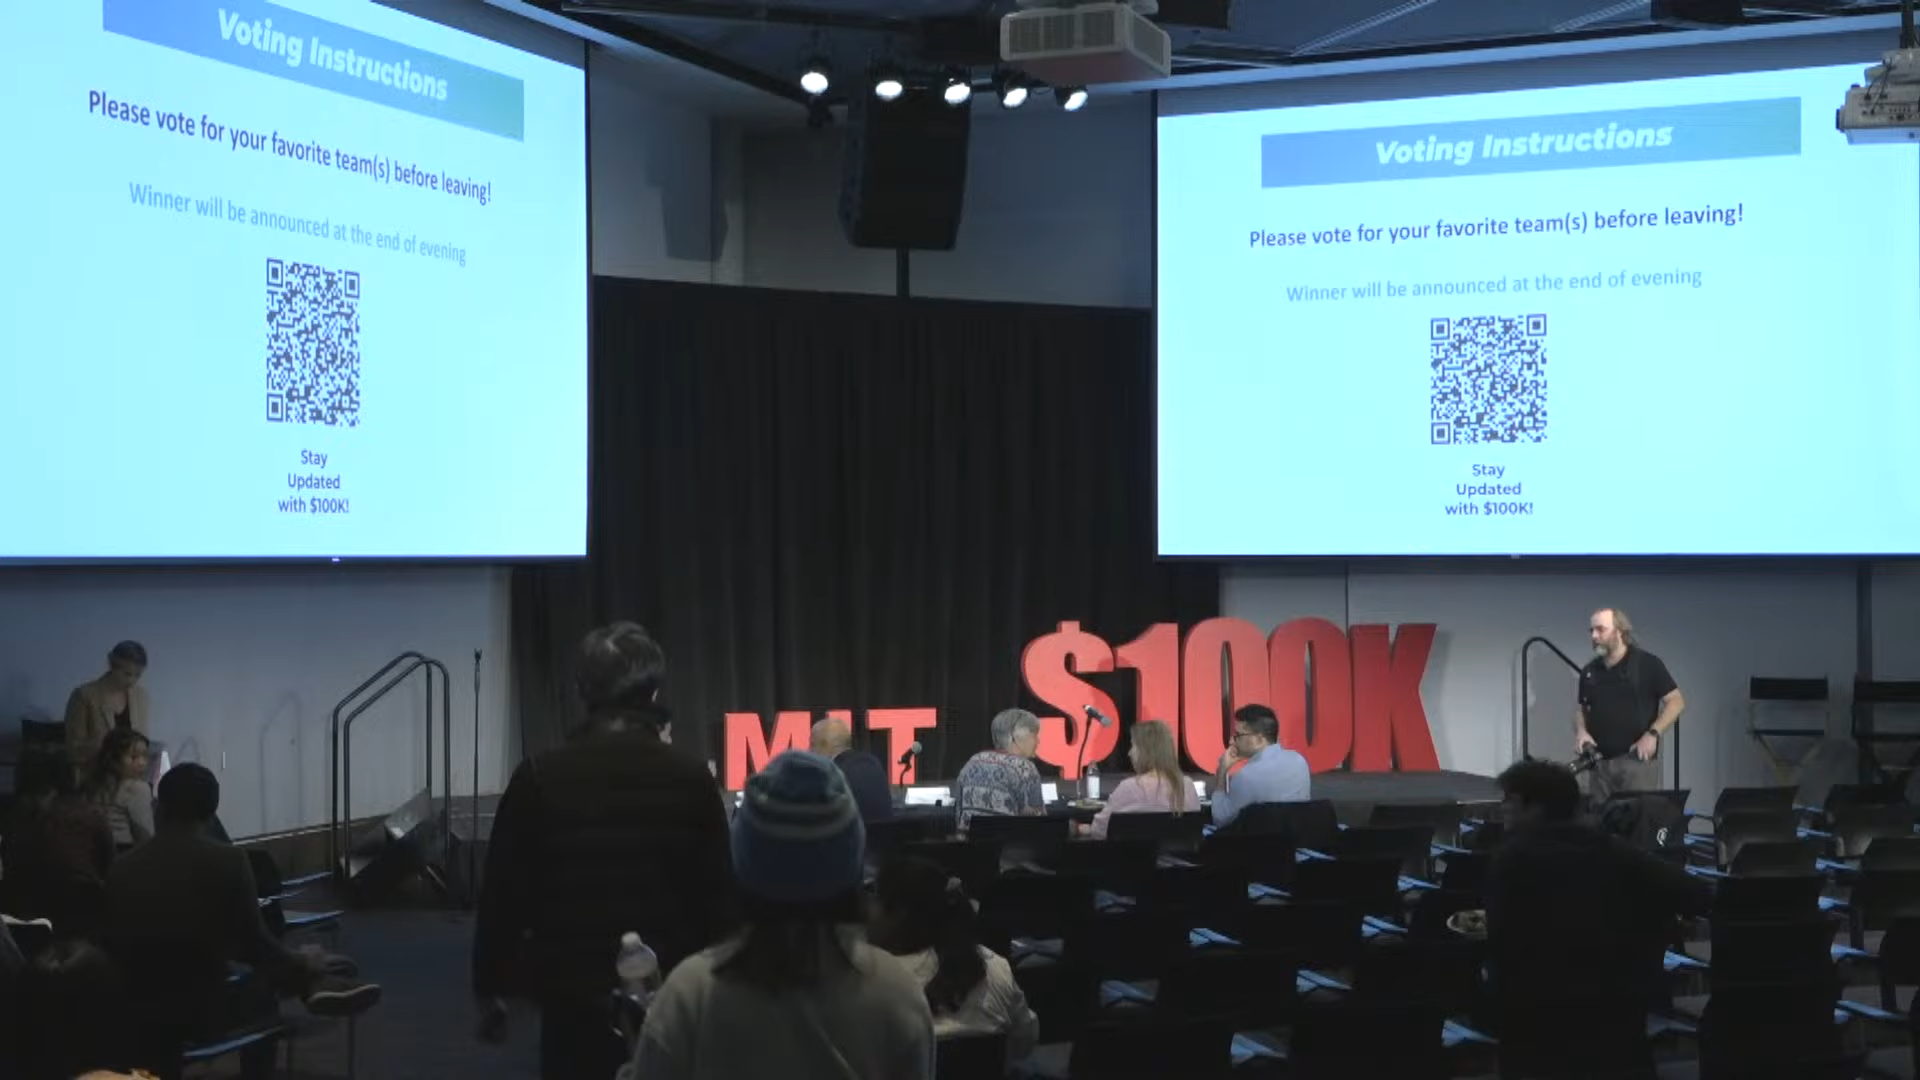 Voting Instructions
Please vote for your favorite team(s) before leaving!
Winner will be announced at the end of evening
Stay
Updated
with $100K!
Voting Instructions
Please vote for your favorite team(s) before leaving!
Winner will be announced at the end of evening
Stay
Updated
with $100K!
MIT $100K